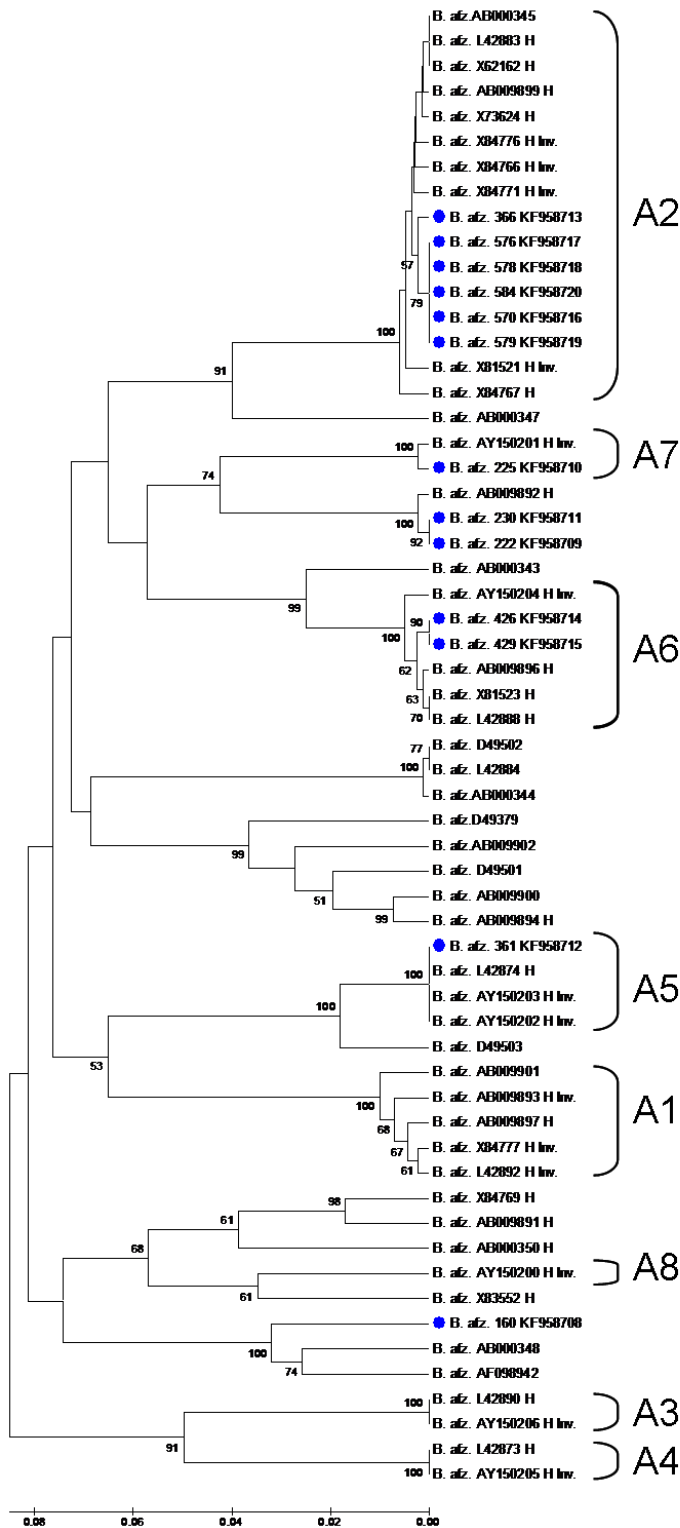 B. afz.AB000345
B. afz. L42883 H
B. afz. X62162 H
B. afz. AB009899 H
B. afz. X73624 H
B. afz. X84776 H Inv.
B. afz. X84766 H Inv.
B. afz. X84771 H Inv.
A2
B. afz. 366 KF958713
B. afz. 576 KF958717
57
B. afz. 578 KF958718
B. afz. 584 KF958720
79
B. afz. 570 KF958716
100
B. afz. 579 KF958719
B. afz. X81521 H Inv.
91
B. afz. X84767 H
B. afz. AB000347
B. afz. AY150201 H Inv.
100
A7
B. afz. 225 KF958710
74
B. afz. AB009892 H
B. afz. 230 KF958711
100
92
B. afz. 222 KF958709
B. afz. AB000343
99
B. afz. AY150204 H Inv.
90
B. afz. 426 KF958714
100
B. afz. 429 KF958715
A6
62
B. afz. AB009896 H
63
B. afz. X81523 H
70
B. afz. L42888 H
77
B. afz. D49502
100
B. afz. L42884
B. afz.AB000344
B. afz.D49379
99
B. afz.AB009902
B. afz. D49501
51
B. afz. AB009900
99
B. afz. AB009894 H
B. afz. 361 KF958712
100
B. afz. L42874 H
A5
B. afz. AY150203 H Inv.
100
B. afz. AY150202 H Inv.
B. afz. D49503
53
B. afz. AB009901
100
B. afz. AB009893 H Inv.
A1
68
B. afz. AB009897 H
67
B. afz. X84777 H Inv.
61
B. afz. L42892 H Inv.
98
B. afz. X84769 H
61
B. afz. AB009891 H
68
B. afz. AB000350 H
B. afz. AY150200 H Inv.
A8
61
B. afz. X83552 H
B. afz. 160 KF958708
100
B. afz. AB000348
74
B. afz. AF098942
B. afz. L42890 H
100
A3
B. afz. AY150206 H Inv.
91
B. afz. L42873 H
A4
100
B. afz. AY150205 H Inv.
0.08 0.06 0.04 0.02 0.00